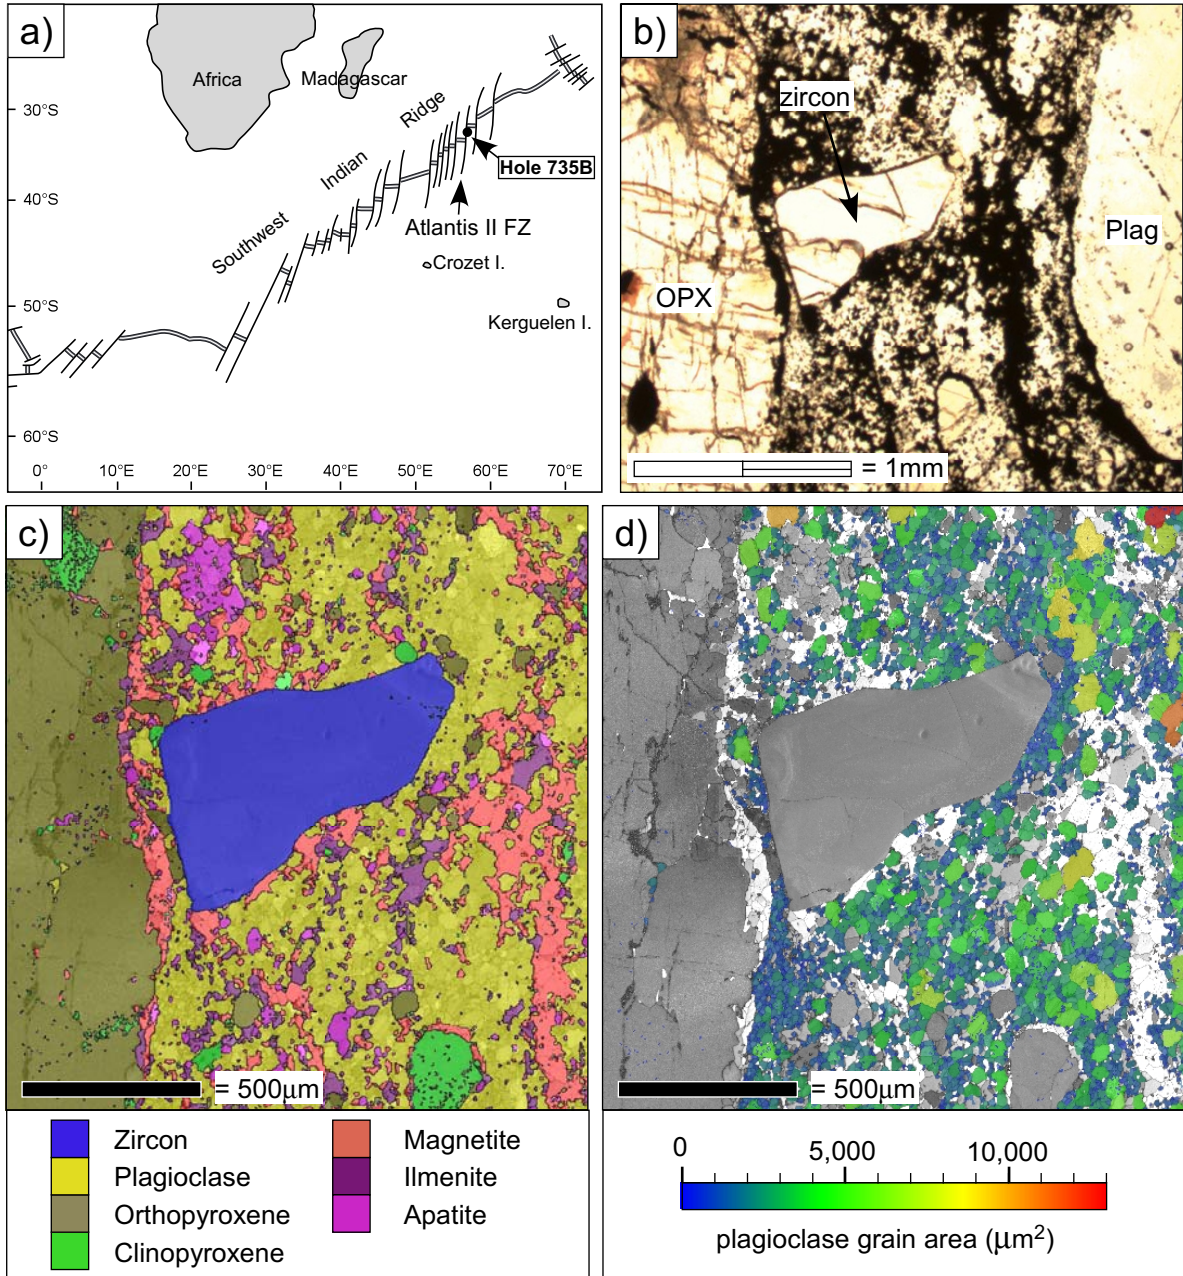 a)
Africa
Madagascar
30°S
Ridge
Hole 735B
Indian
40°S
Atlantis II FZ
Southwest
Crozet I.
50°S
Kerguelen I.
60°S
0°
10°E
20°E
30°E
40°E
50°E
60°E
70°E
b)
zircon
Plag
OPX
= 1mm
c)
= 500μm
d)
= 500μm
Zircon
Plagioclase
Orthopyroxene
Clinopyroxene
Magnetite
Ilmenite
Apatite
0
5,000
10,000
plagioclase grain area (μm²)